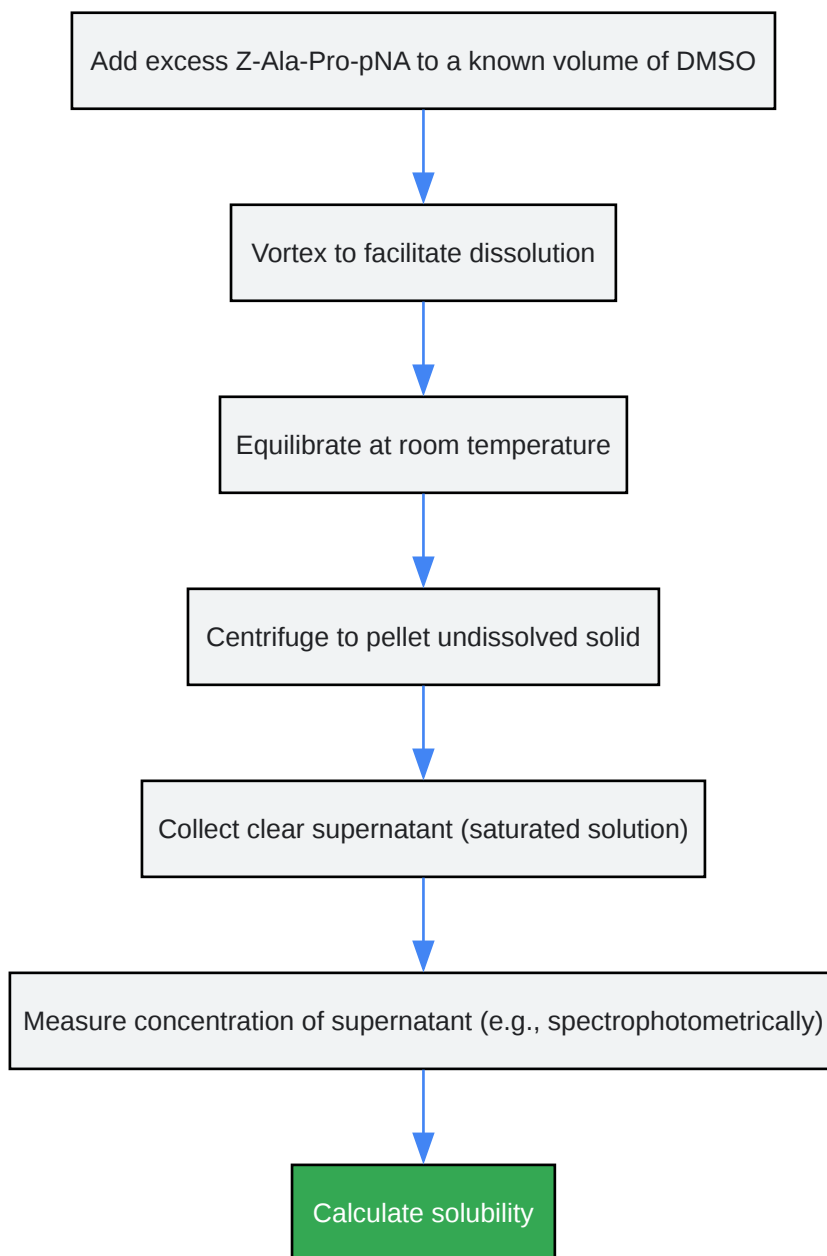 Add excess Z-Ala-Pro-pNA to a known volume of DMSO
Vortex to facilitate dissolution
Equilibrate at room temperature
Centrifuge to pellet undissolved solid
Collect clear supernatant (saturated solution)
Measure concentration of supernatant (e.g., spectrophotometrically)
Calculate solubility